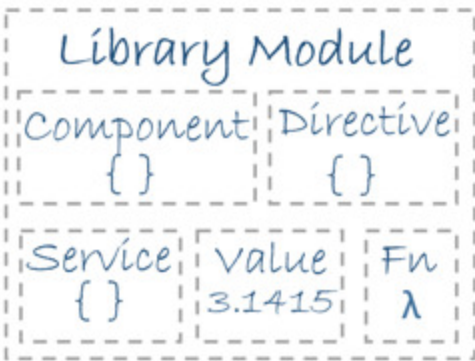 Library Module
Component
{ }
Directive
{ }
Service
{ }
Value
3.1415
Fn
λ